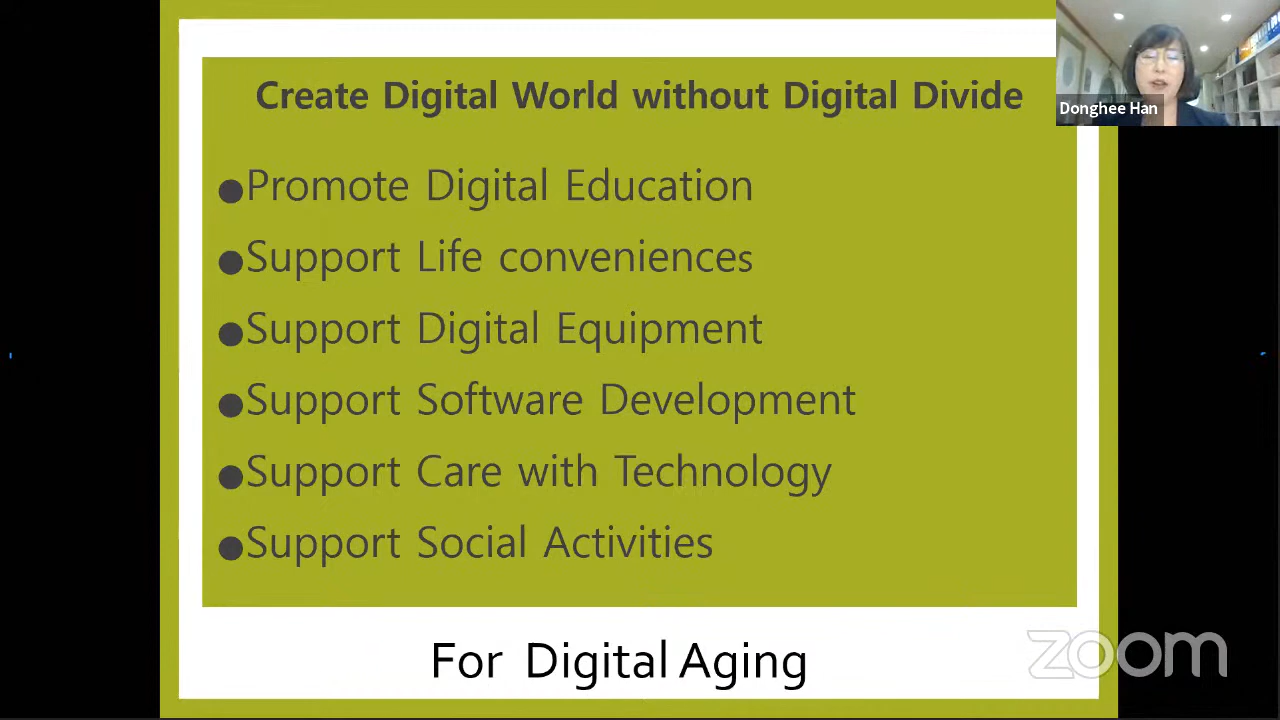 Create Digital World without Digital Divide
Donghee Han
●Promote Digital Education
●Support Life conveniences
●Support Digital Equipment
●Support Software Development
●Support Care with Technology
●Support Social Activities
For Digital Aging
zoom